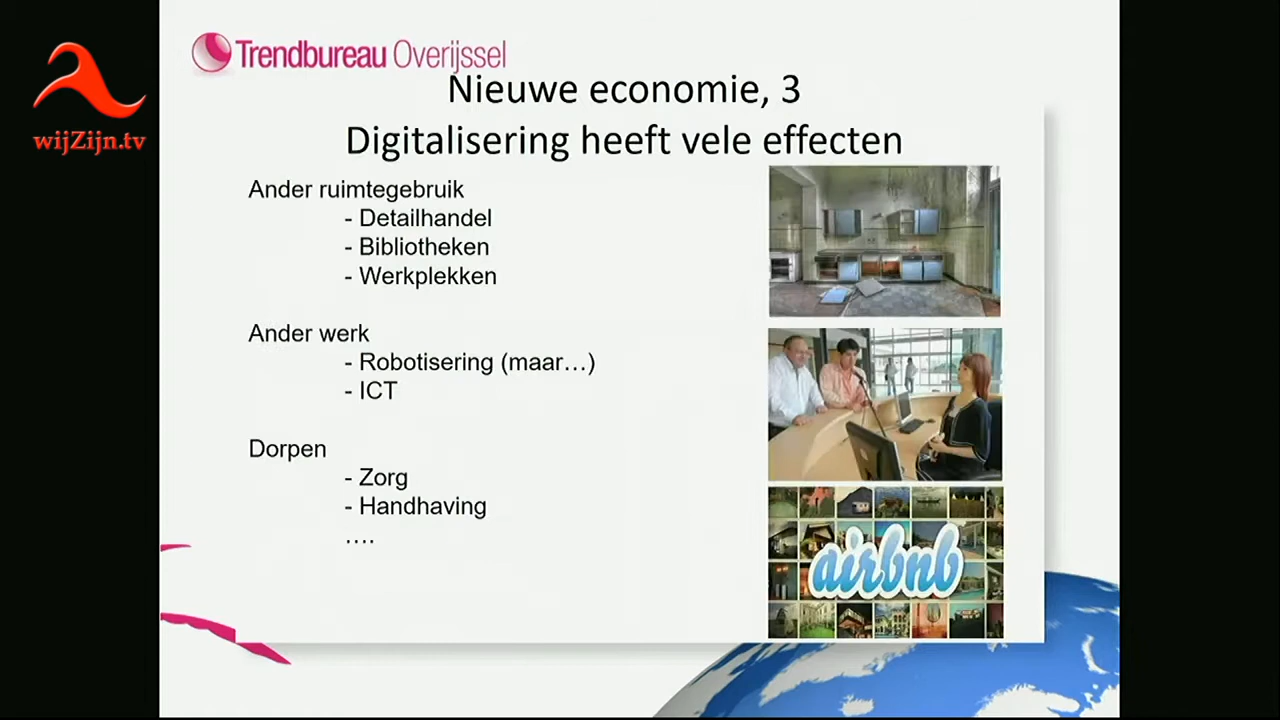 wijZijn.tv
Trendbureau Overijssel
Nieuwe economie, 3
Digitalisering heeft vele effecten
Ander ruimtegebruik
- Detailhandel
- Bibliotheken
- Werkplekken
Ander werk
- Robotisering (maar…)
- ICT
Dorpen
- Zorg
- Handhaving
….
airbnb